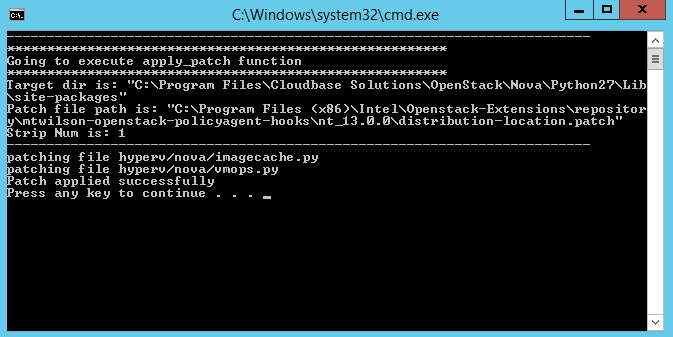 C:\Windows\system32\cmd.exe
C:\.
-------------------------------------------------------------------------
*******************************************************
Going to execute apply_patch function
*******************************************************
Target dir is: "C:\Program Files\Cloudbase Solutions\OpenStack\Nova\Python27\Lib
\site-packages"
Patch file path is: "C:\Program Files (x86)\Intel\Openstack-Extensions\repositor
y\mtwilson-openstack-policyagent-hooks\nt_13.0.0\distribution-location.patch"
Strip Num is: 1
-------------------------------------------------------------------------
patching file hyperv/nova/imagecache.py
patching file hyperv/nova/vmops.py
Patch applied successfully
Press any key to continue . . . _